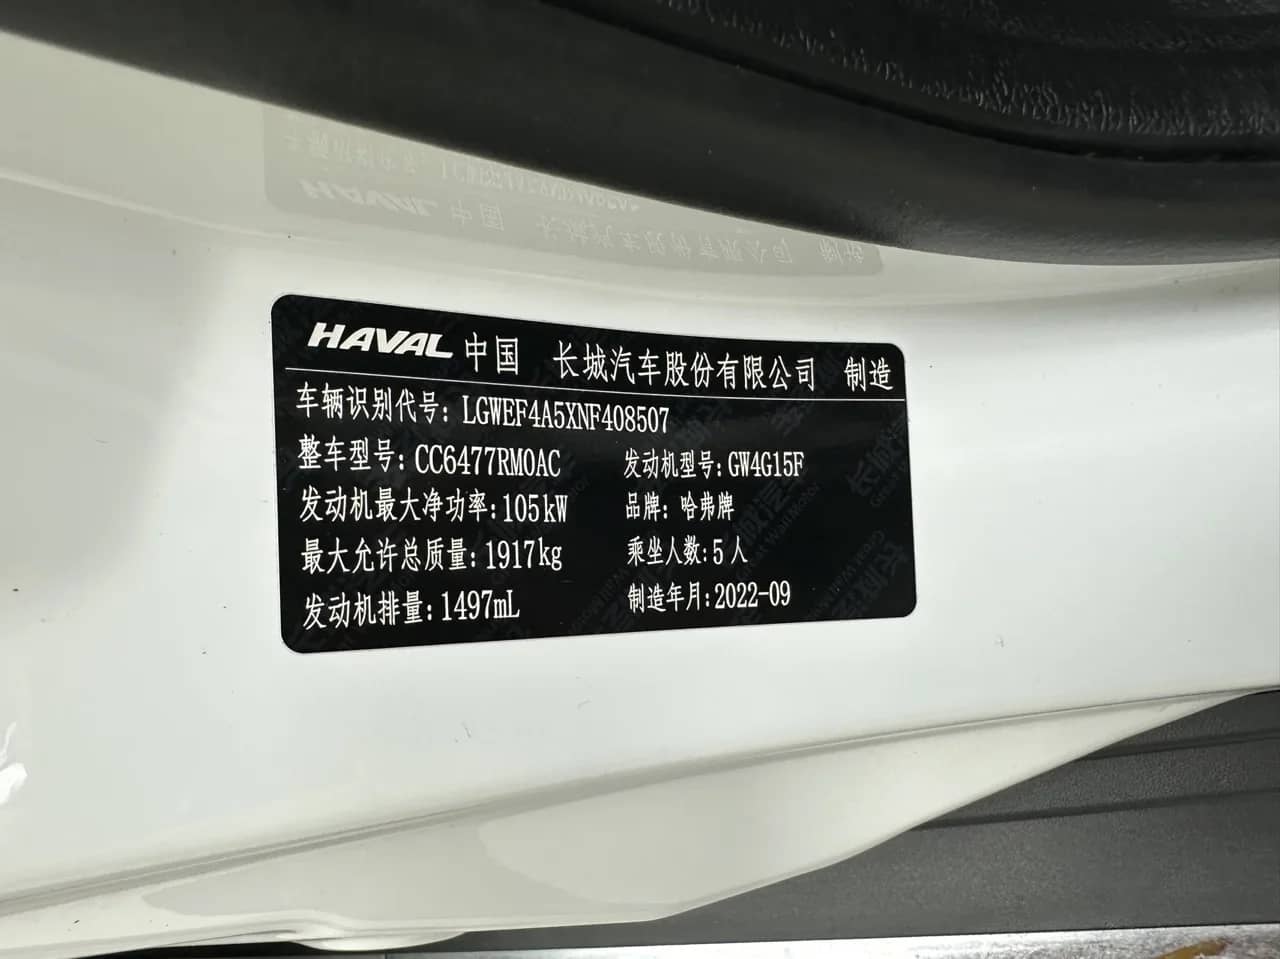 HAVAL 中国 长城汽车股份有限公司 制造
车辆识别代号: LGWEF4A5XNF408507
整车型号: CC6477RM0AC 发动机型号: GW4G15F
发动机最大净功率: 105kW 品牌: 哈弗牌
最大允许总质量: 1917kg 乘坐人数: 5人
发动机排量: 1497mL 制造年月: 2022-09